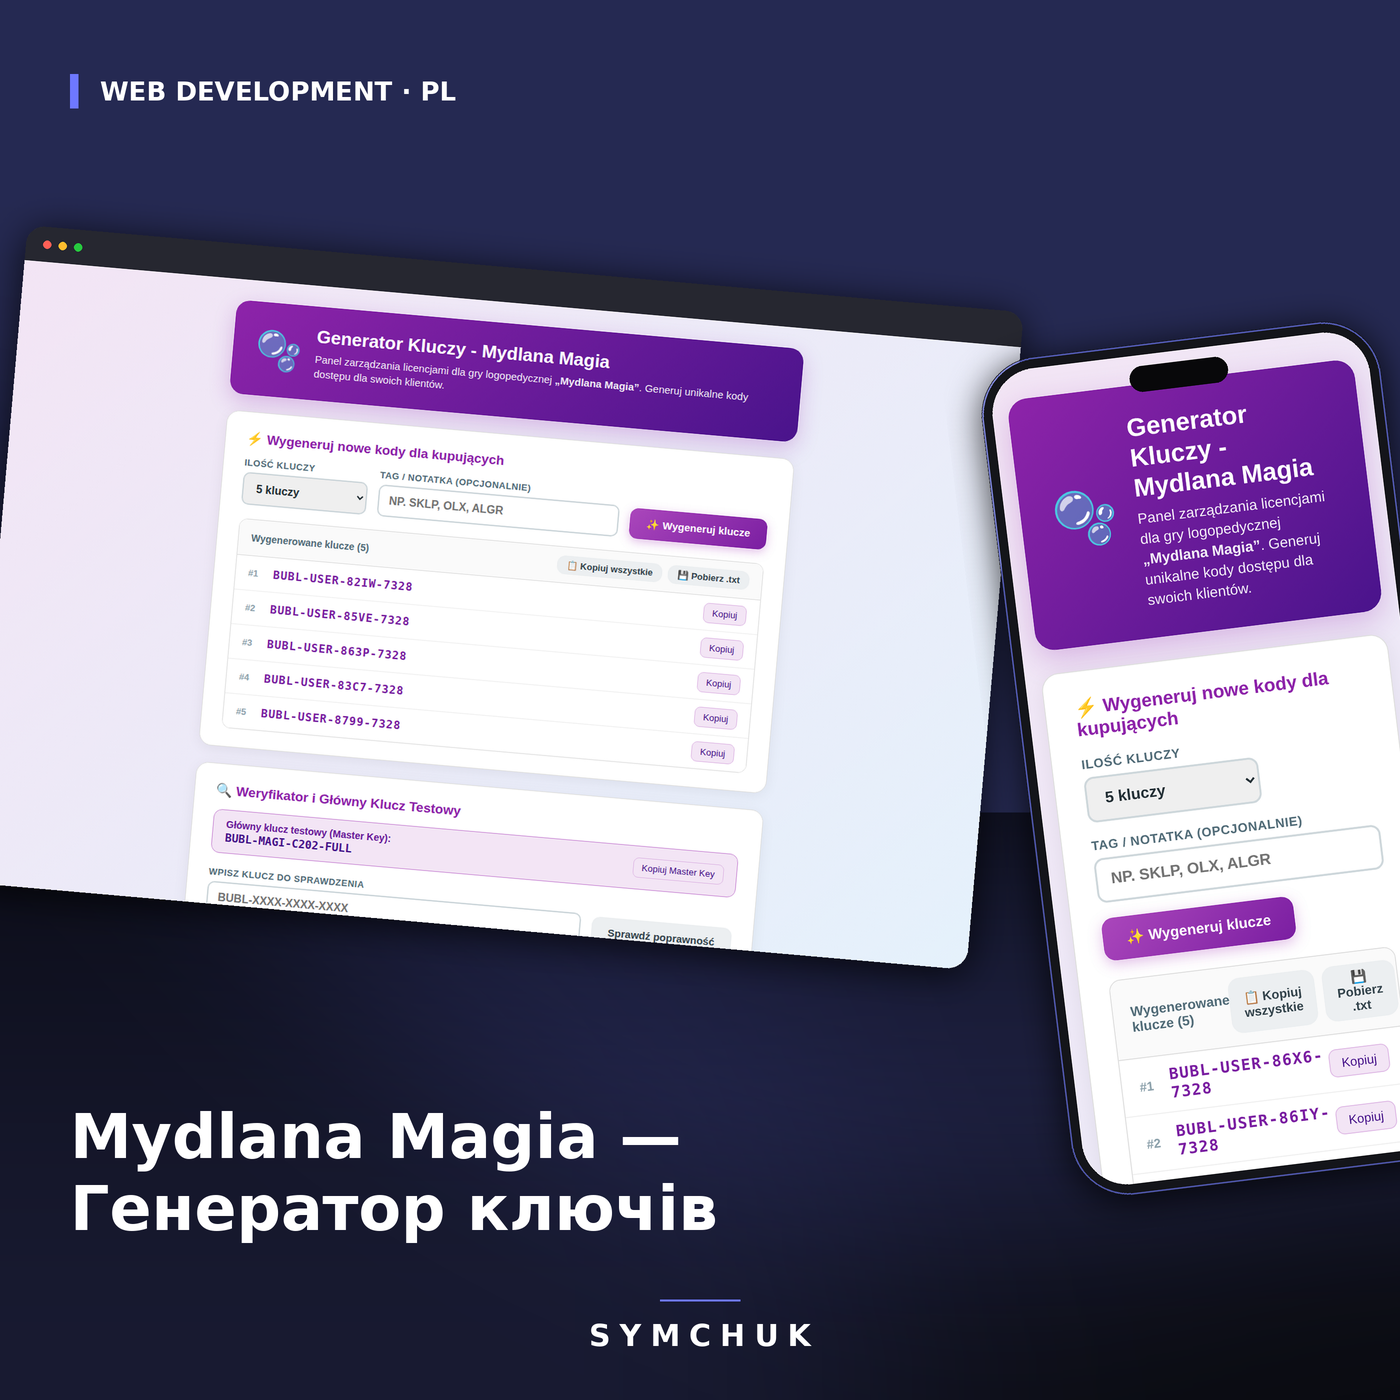 WEB DEVELOPMENT · PL
Generator Kluczy - Mydlana Magia
Panel zarządzania licencjami dla gry logopedycznej „Mydlana Magia”. Generuj unikalne kody
dostępu dla swoich klientów.
⚡ Wygeneruj nowe kody dla kupujących
ILOŚĆ KLUCZY
TAG / NOTATKA (OPCJONALNIE)
5 kluczy
NP. SKLP, OLX, ALGR
✨ Wygeneruj klucze
Wygenerowane klucze (5)
📋 Kopiuj wszystkie
💾 Pobierz .txt
#1 BUBL-USER-82IW-7328 Kopiuj
#2 BUBL-USER-85VE-7328 Kopiuj
#3 BUBL-USER-863P-7328 Kopiuj
#4 BUBL-USER-83C7-7328 Kopiuj
#5 BUBL-USER-8799-7328 Kopiuj
🔍 Weryfikator i Główny Klucz Testowy
Główny klucz testowy (Master Key):
BUBL-MAGI-C202-FULL
Kopiuj Master Key
WPISZ KLUCZ DO SPRAWDZENIA
BUBL-XXXX-XXXX-XXXX
Sprawdź poprawność
Generator
Kluczy -
Mydlana Magia
Panel zarządzania licencjami
dla gry logopedycznej
„Mydlana Magia”. Generuj
unikalne kody dostępu dla
swoich klientów.
⚡ Wygeneruj nowe kody dla
kupujących
ILOŚĆ KLUCZY
5 kluczy
TAG / NOTATKA (OPCJONALNIE)
NP. SKLP, OLX, ALGR
✨ Wygeneruj klucze
Wygenerowane
klucze (5)
📋 Kopiuj
wszystkie
💾
Pobierz
.txt
#1 BUBL-USER-86X6-
7328
Kopiuj
#2 BUBL-USER-86IY-
7328
Kopiuj
Mydlana Magia —
Генератор ключів
SYMCHUK